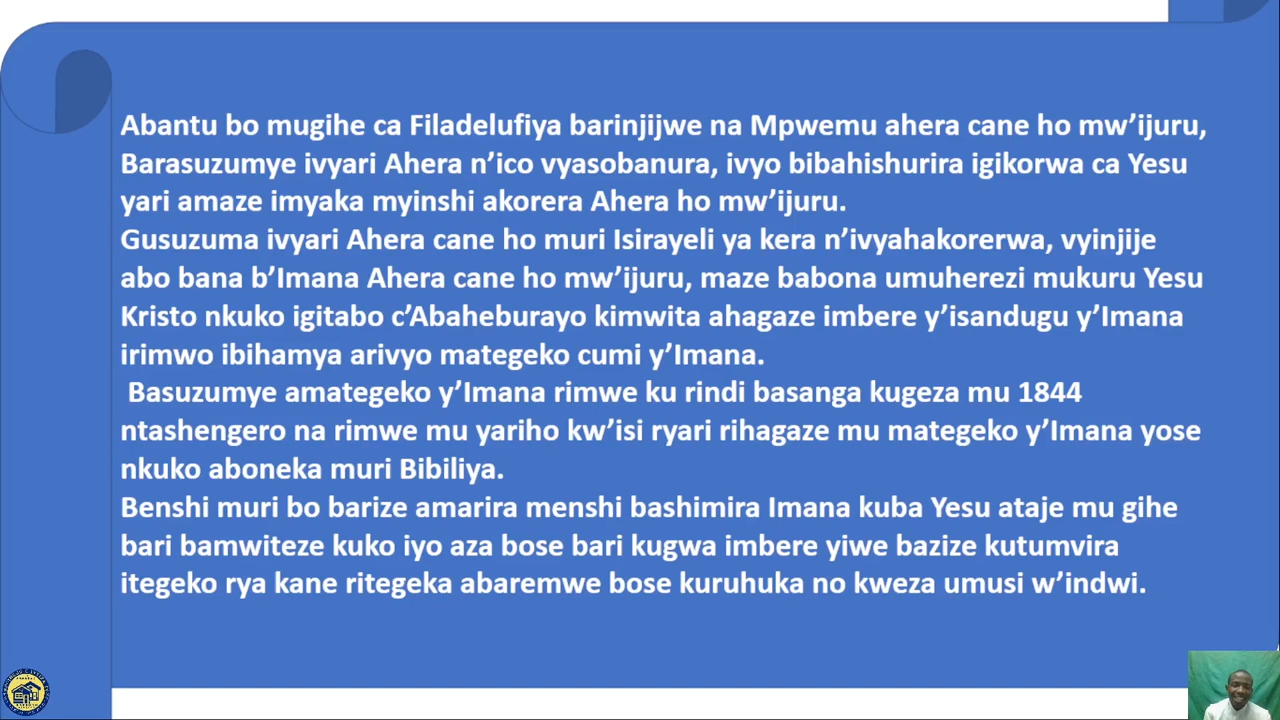 Abantu bo mugihe ca Filadelufiya barinjijwe na Mpwemu ahera cane ho mw’ijuru,
Barasuzumye ivyari Ahera n’ico vyasobanura, ivyo bibahishurira igikorwa ca Yesu
yari amaze imyaka myinshi akorera Ahera ho mw’ijuru.
Gusuzuma ivyari Ahera cane ho muri Isirayeli ya kera n’ivyahakorerwa, vyinjije
abo bana b’Imana Ahera cane ho mw’ijuru, maze babona umuherezi mukuru Yesu
Kristo nkuko igitabo c’Abaheburayo kimwita ahagaze imbere y’isandugu y’Imana
irimwo ibihamya arivyo mategeko cumi y’Imana.
Basuzumye amategeko y’Imana rimwe ku rindi basanga kugeza mu 1844
ntashengero na rimwe mu yariho kw’isi ryari rihagaze mu mategeko y’Imana yose
nkuko aboneka muri Bibiliya.
Benshi muri bo barize amarira menshi bashimira Imana kuba Yesu ataje mu gihe
bari bamwiteze kuko iyo aza bose bari kugwa imbere yiwe bazize kutumvira
itegeko rya kane ritegeka abaremwe bose kuruhuka no kweza umusi w’indwi.